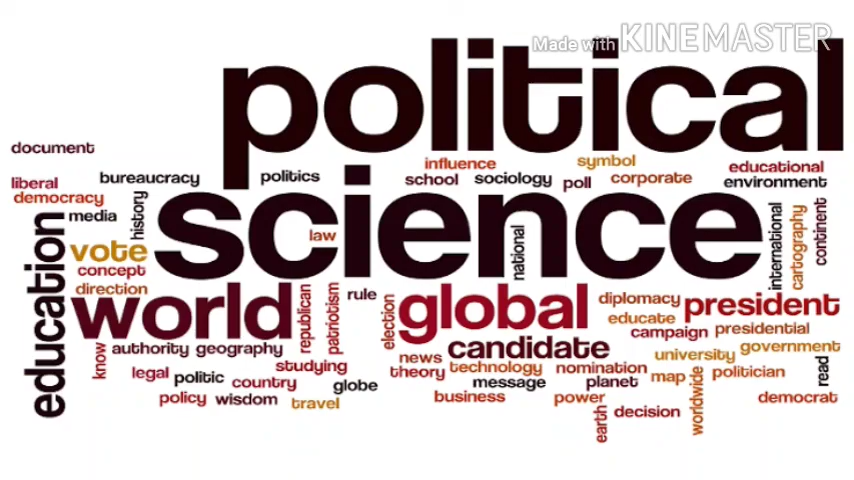 Made with KINEMASTER
political
science
document
influence
symbol
educational
liberal
bureaucracy
politics
school
sociology
poll
corporate
environment
democracy
media
history
education
vote
law
national
international
cartography
continent
concept
direction
world
republican
patriotism
rule
election
global
diplomacy
president
educate
campaign
presidential
know
authority
geography
news
candidate
university
government
legal
politic
country
studying
globe
theory
technology
message
nomination
planet
map
worldwide
politician
read
policy
wisdom
travel
business
power
earth
decision
democrat